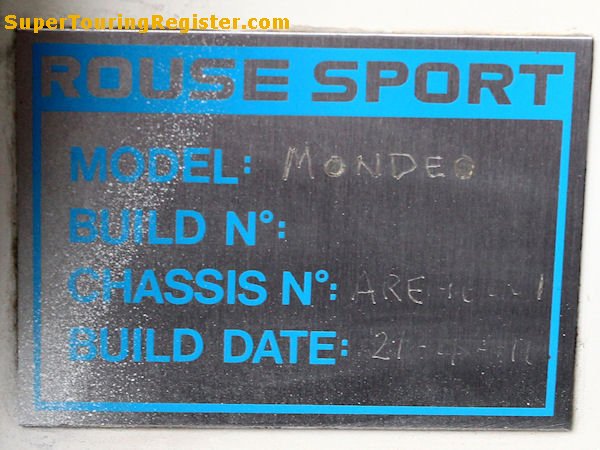 SuperTouringRegister.com
ROUSE SPORT
MODEL: MONDEO
BUILD N°:
CHASSIS N°:
BUILD DATE: